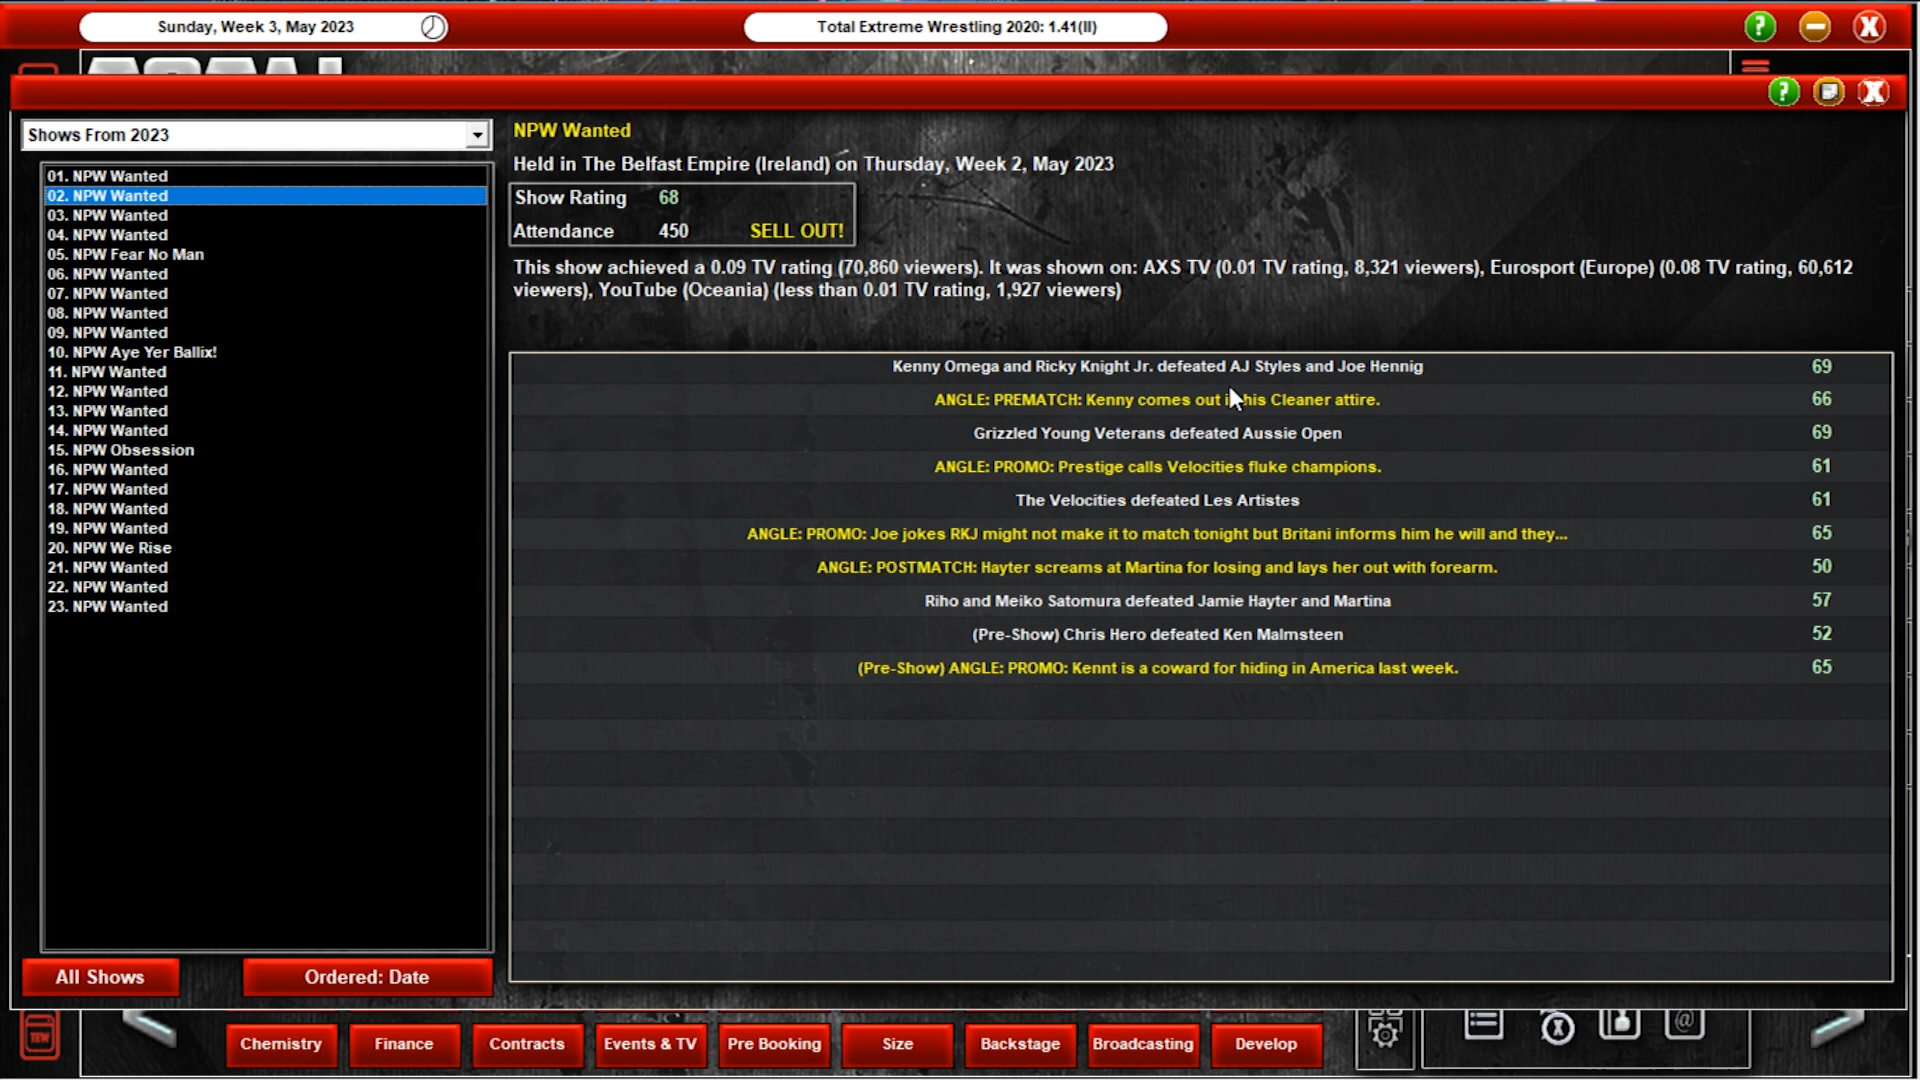 Sunday, Week 3, May 2023
Total Extreme Wrestling 2020: 1.41(II)
Shows From 2023
01. NPW Wanted
02. NPW Wanted
03. NPW Wanted
04. NPW Wanted
05. NPW Fear No Man
06. NPW Wanted
07. NPW Wanted
08. NPW Wanted
09. NPW Wanted
10. NPW Aye Yer Ballix!
11. NPW Wanted
12. NPW Wanted
13. NPW Wanted
14. NPW Wanted
15. NPW Obsession
16. NPW Wanted
17. NPW Wanted
18. NPW Wanted
19. NPW Wanted
20. NPW We Rise
21. NPW Wanted
22. NPW Wanted
23. NPW Wanted
All Shows
Ordered: Date
NPW Wanted
Held in The Belfast Empire (Ireland) on Thursday, Week 2, May 2023
Show Rating 68
Attendance 450 SELL OUT!
This show achieved a 0.09 TV rating (70,860 viewers). It was shown on: AXS TV (0.01 TV rating, 8,321 viewers), Eurosport (Europe) (0.08 TV rating, 60,612
viewers), YouTube (Oceania) (less than 0.01 TV rating, 1,927 viewers)
Kenny Omega and Ricky Knight Jr. defeated AJ Styles and Joe Hennig 69
ANGLE: PREMATCH: Kenny comes out his Cleaner attire. 66
Grizzled Young Veterans defeated Aussie Open 69
ANGLE: PROMO: Prestige calls Velocities fluke champions. 61
The Velocities defeated Les Artistes 61
ANGLE: PROMO: Joe jokes RKJ might not make it to match tonight but Britani informs him he will and they... 65
ANGLE: POSTMATCH: Hayter screams at Martina for losing and lays her out with forearm. 50
Riho and Meiko Satomura defeated Jamie Hayter and Martina 57
(Pre-Show) Chris Hero defeated Ken Malmsteen 52
(Pre-Show) ANGLE: PROMO: Kennt is a coward for hiding in America last week. 65
TEW
Chemistry
Finance
Contracts
Events & TV
Pre Booking
Size
Backstage
Broadcasting
Develop